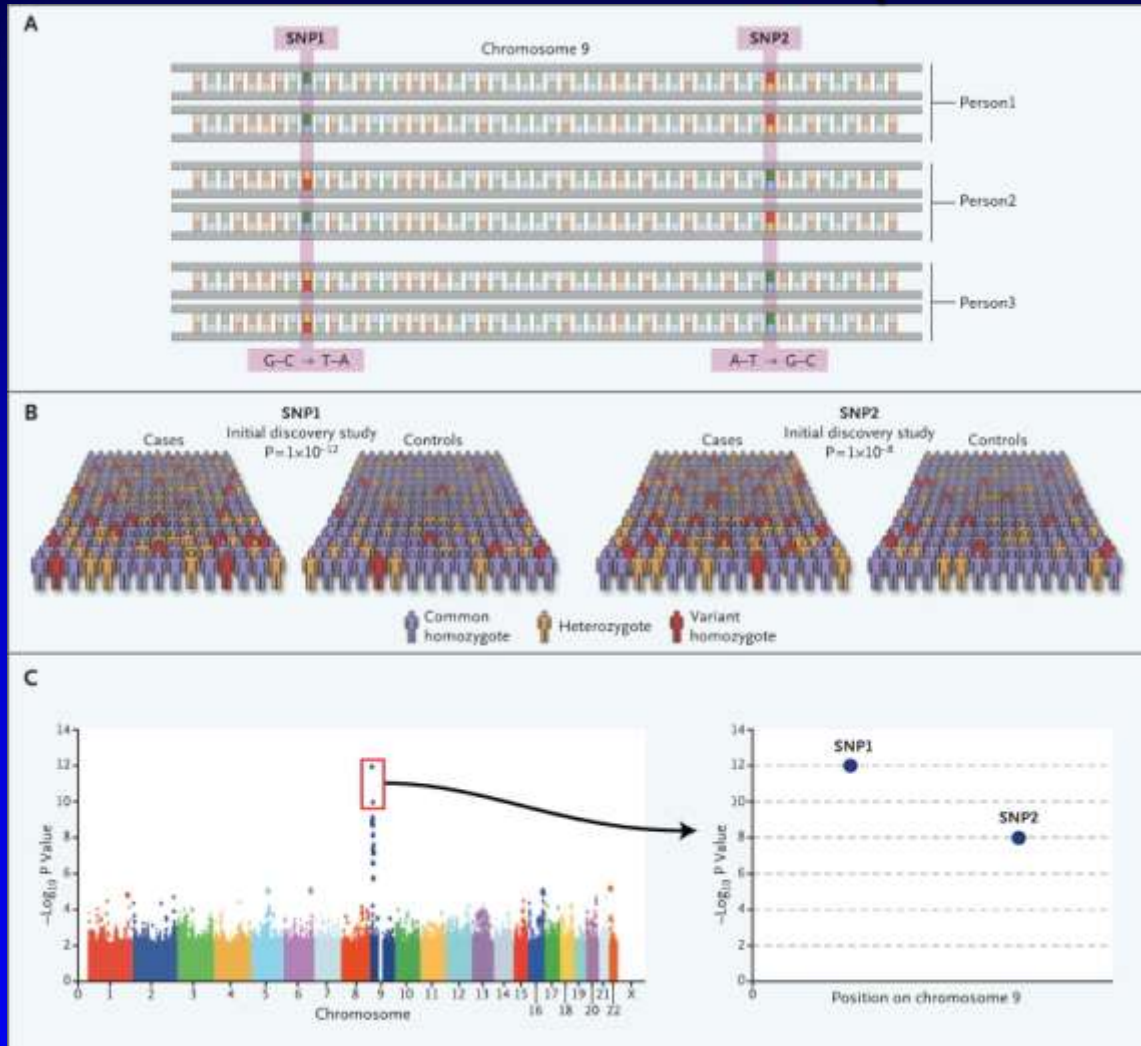 A
SNP1
SNP2
Chromosome 9
Person1
Person2
Person3
G–C → T–A
A–T → G–C
B
SNP1
Initial discovery study
P=1×10⁻¹²
Cases
Controls
SNP2
Initial discovery study
P=1×10⁻⁸
Cases
Controls
Common
homozygote
Heterozygote
Variant
homozygote
C
–Log₁₀ P Value
14
12
10
8
6
4
2
0
0 1 2 3 4 5 6 7 8 9 10 11 12 13 14 15 17 19 21 X
16 18 20 22
Chromosome
–Log₁₀ P Value
14
12
10
8
6
4
2
0
SNP1
SNP2
0
Position on chromosome 9